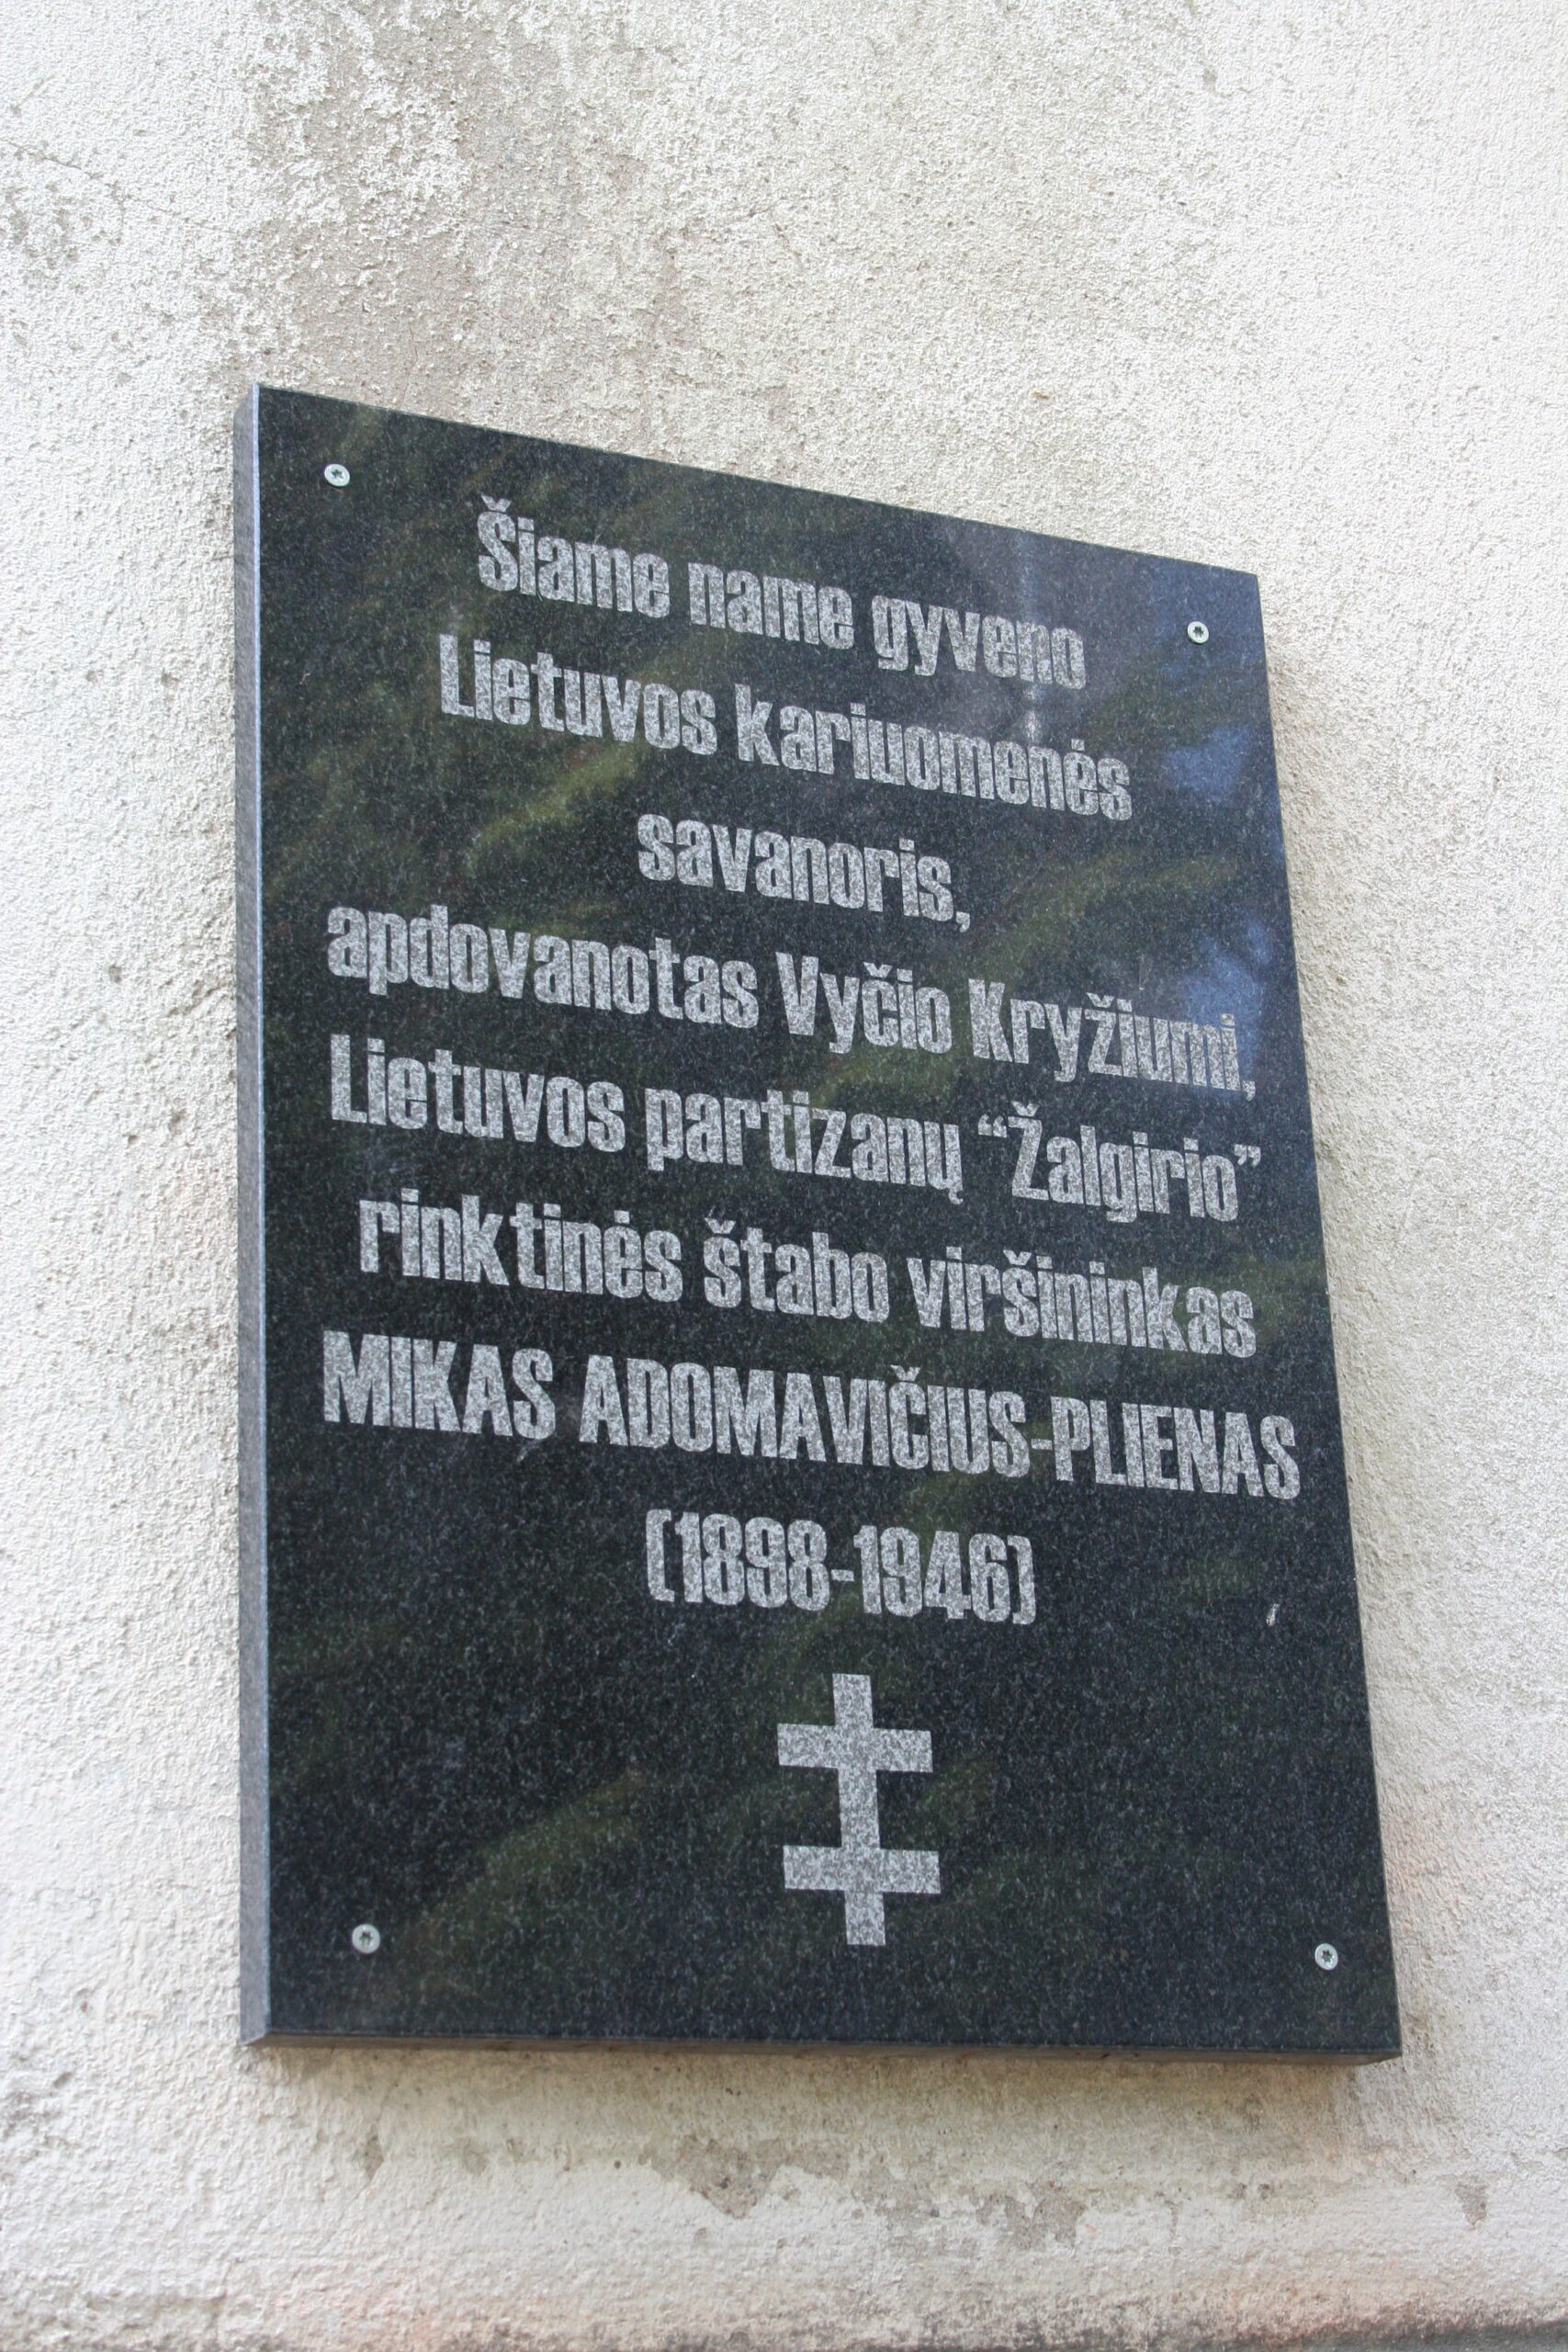 Šiame name gyveno
Lietuvos kariuomenės
savanoris,
apdovanotas Vyčio Kryžiumi,
Lietuvos partizanų “Žalgirio”
rinktinės štabo viršininkas
MIKAS ADOMAVIČIUS-PLIENAS
(1898-1946)